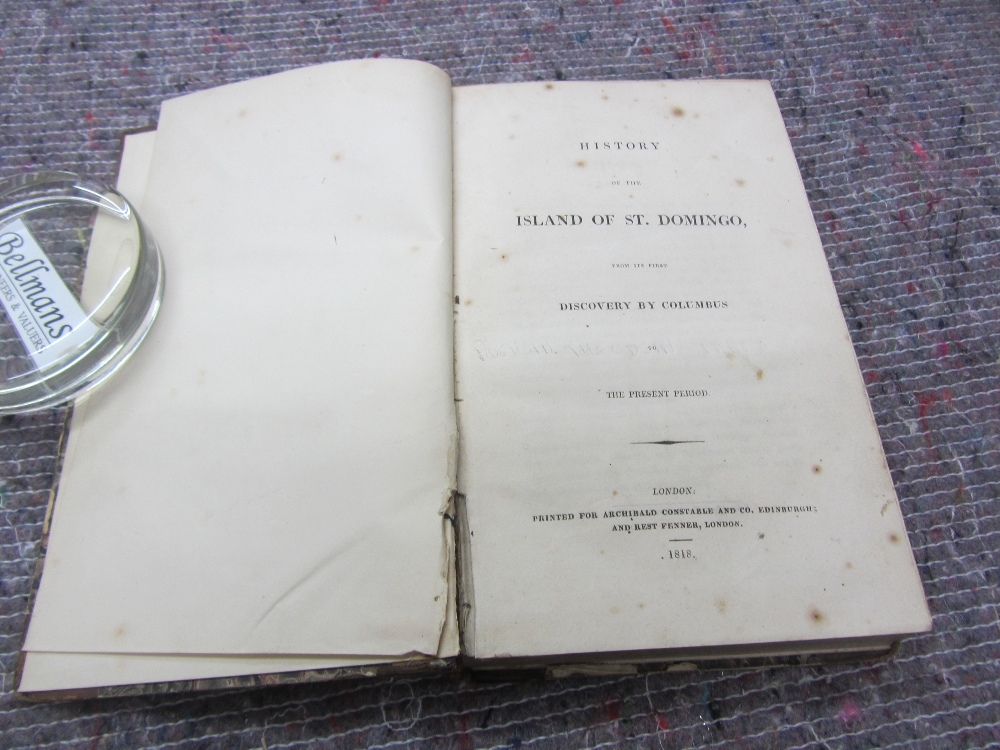 Bellmans
& VALUERS
HISTORY
OF THE
ISLAND OF ST. DOMINGO,
FROM ITS FIRST
DISCOVERY BY COLUMBUS
TO
THE PRESENT PERIOD.
LONDON:
PRINTED FOR ARCHIBALD CONSTABLE AND CO. EDINBURGH;
AND REST FENNER, LONDON.
1818.